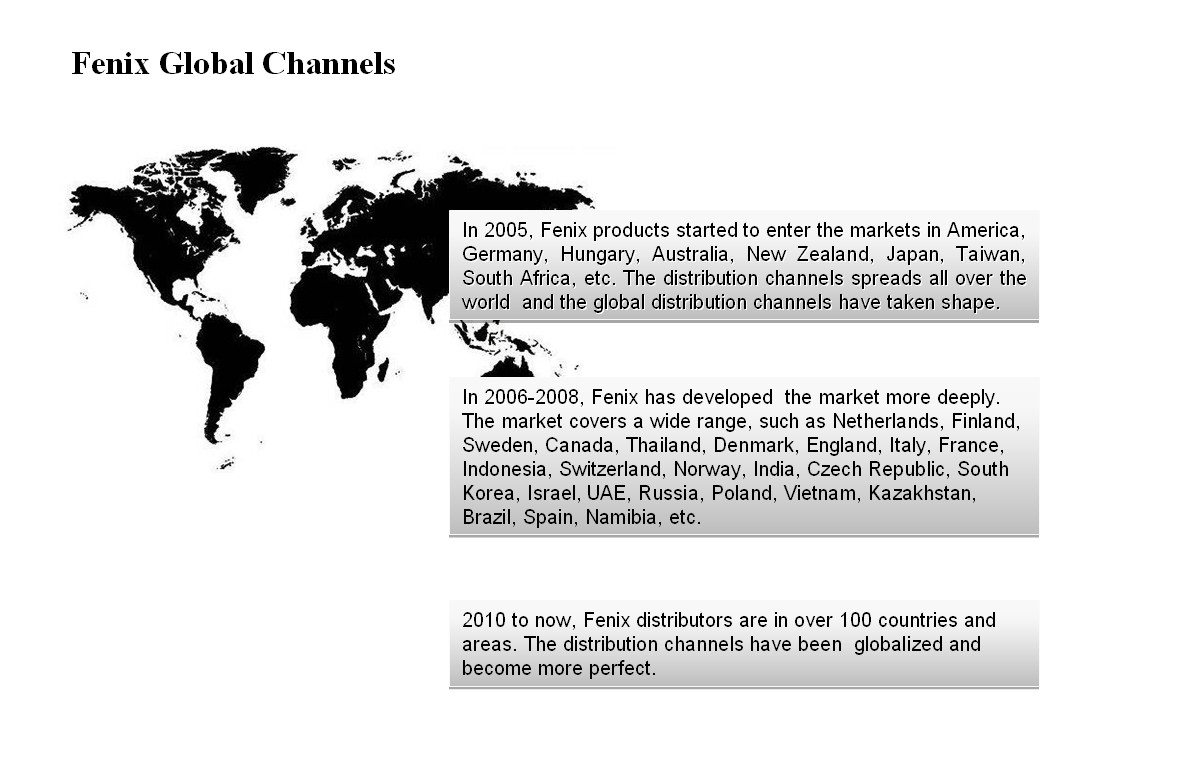 Fenix Global Channels
In 2005, Fenix products started to enter the markets in America,
Germany, Hungary, Australia, New Zealand, Japan, Taiwan,
South Africa, etc. The distribution channels spreads all over the
world  and the global distribution channels have taken shape.
In 2006-2008, Fenix has developed  the market more deeply.
The market covers a wide range, such as Netherlands, Finland,
Sweden, Canada, Thailand, Denmark, England, Italy, France,
Indonesia, Switzerland, Norway, India, Czech Republic, South
Korea, Israel, UAE, Russia, Poland, Vietnam, Kazakhstan,
Brazil, Spain, Namibia, etc.
2010 to now, Fenix distributors are in over 100 countries and
areas. The distribution channels have been  globalized and
become more perfect.